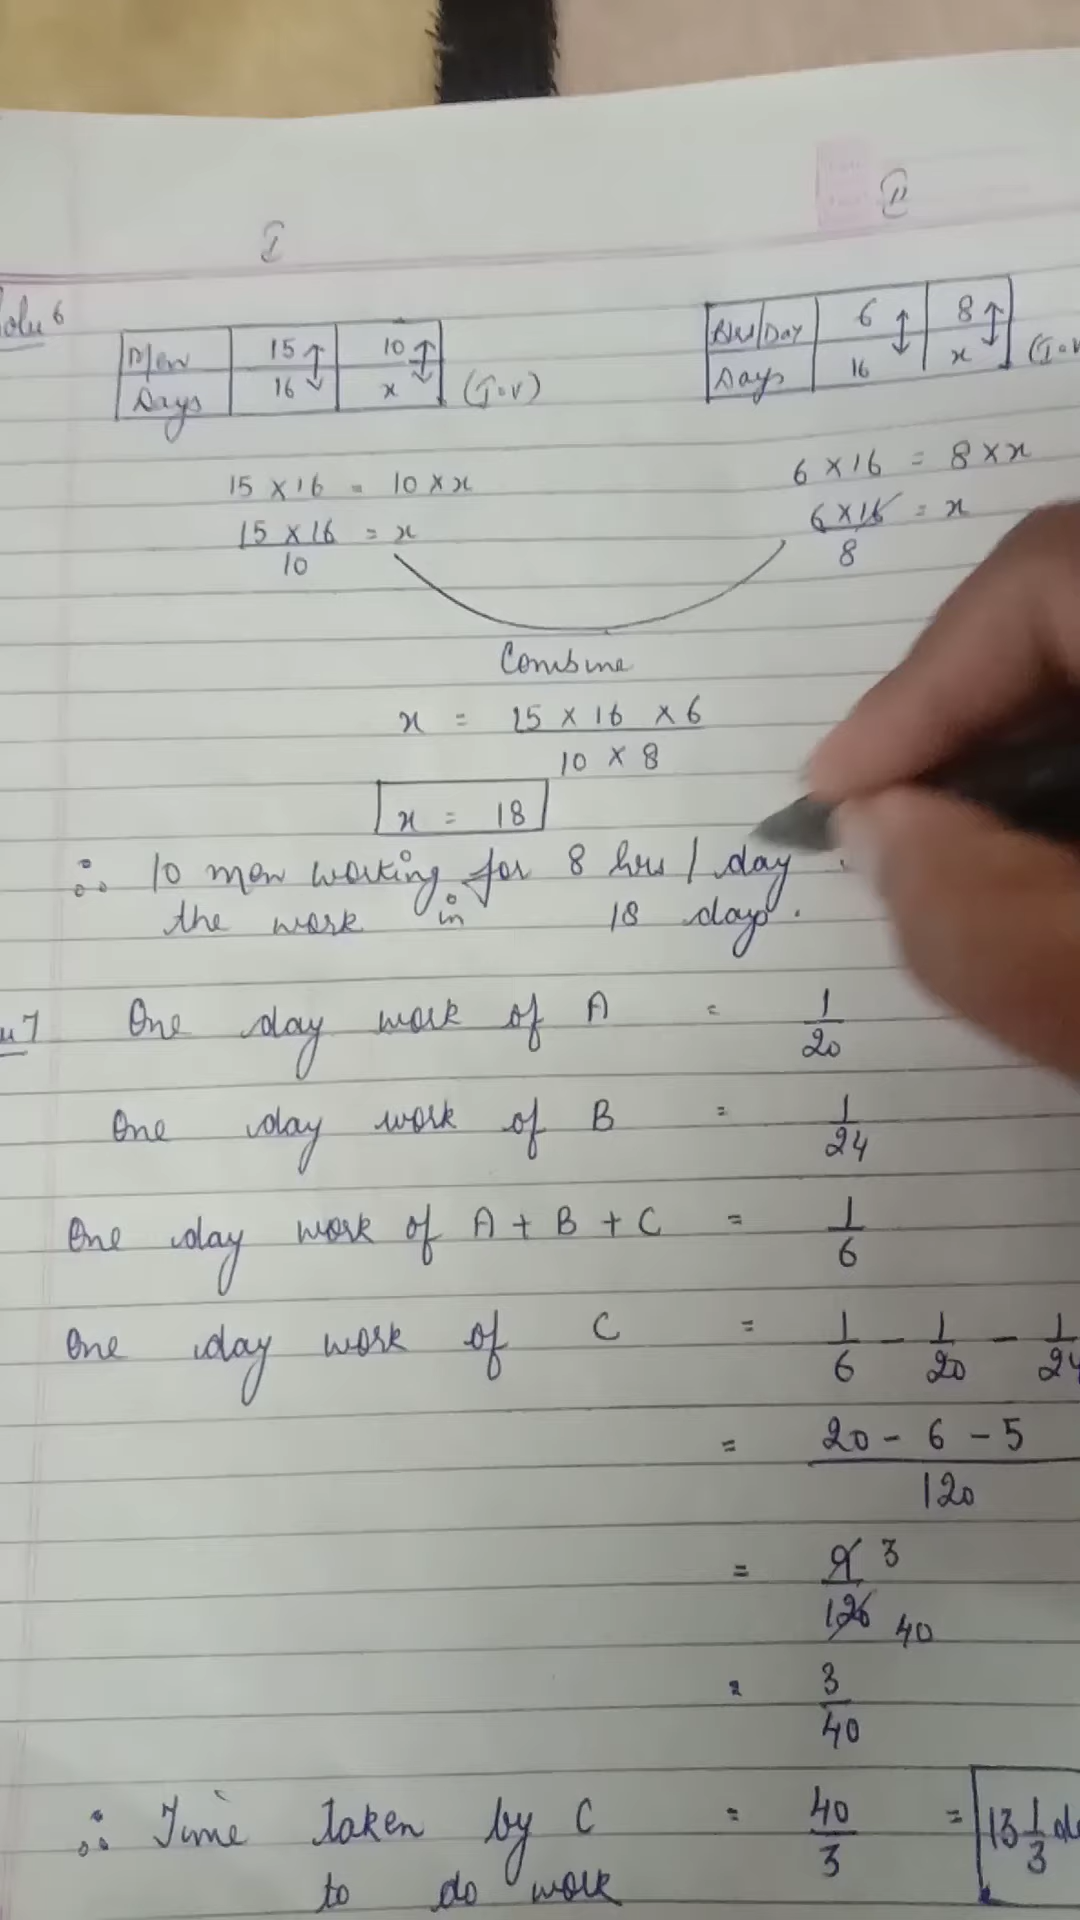 I II
Solu 6
Men 15 10
Days 16 x (I.V)
Hrs/Day 6 8
Days 16 x (I.V
15 × 16 = 10 × x
15 × 16 = x
10
6 × 16 = 8 × x
6 × 16 = x
8
Combine
x = 15 × 16 × 6
10 × 8
x = 18
∴ 10 men working for 8 hrs / day
the work in 18 days.
u 7 One day work of A = 1/20
One day work of B = 1/24
One day work of A + B + C = 1/6
One day work of C = 1/6 - 1/20 - 1/24
= 20 - 6 - 5
120
= 9 3
120 40
= 3/40
∴ Time taken by C = 40/3 = 13 1/3 da
to do work